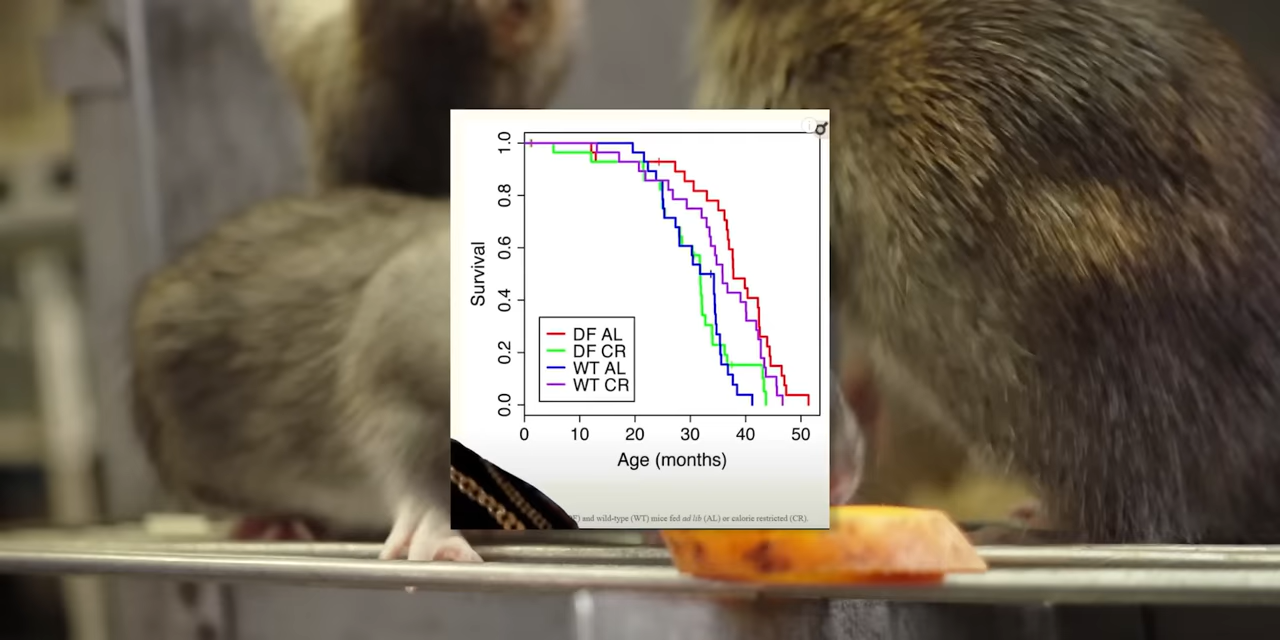 1.0
0.8
0.6
0.4
0.2
0.0
Survival
DF AL
DF CR
WT AL
WT CR
0 10 20 30 40 50
Age (months)
and wild-type (WT) mice fed ad lib (AL) or calorie restricted (CR).